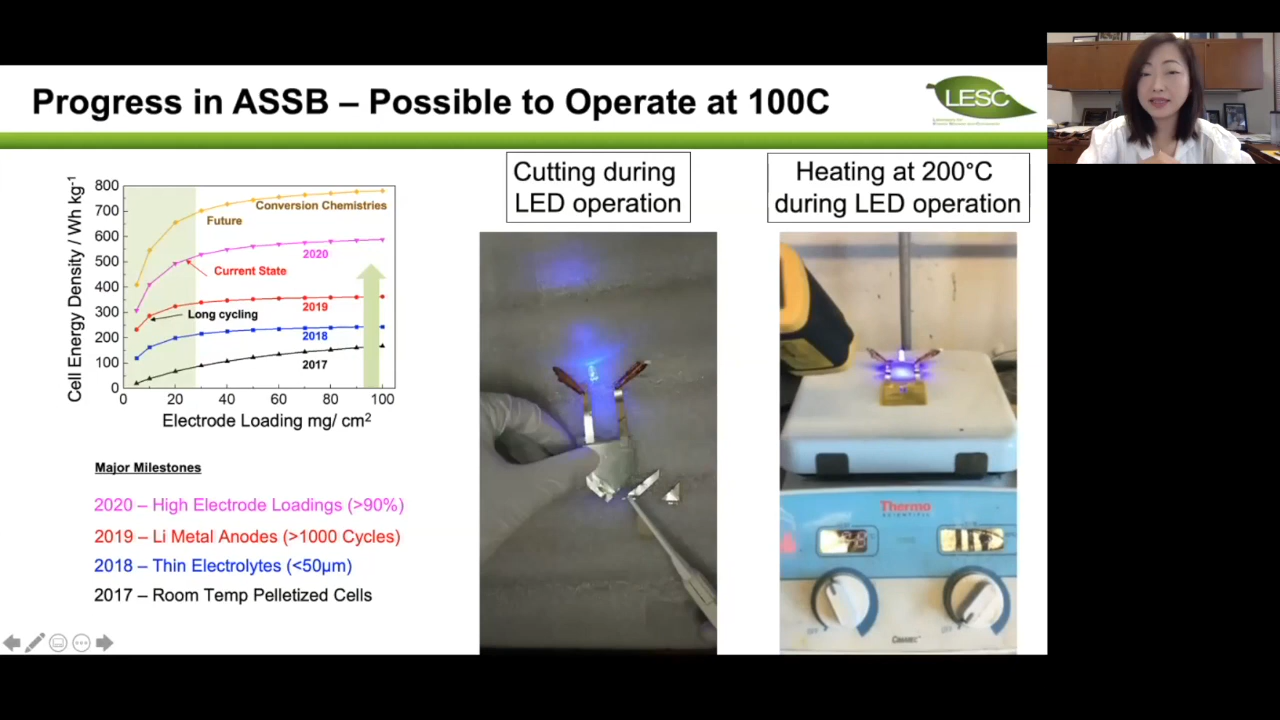 Progress in ASSB – Possible to Operate at 100C
LESC
Cell Energy Density / Wh kg-1
800
700
600
500
400
300
200
100
0
Conversion Chemistries
Future
2020
Current State
2019
Long cycling
2018
2017
0
20
40
60
80
100
Electrode Loading mg/ cm2
Major Milestones
2020 – High Electrode Loadings (>90%)
2019 – Li Metal Anodes (>1000 Cycles)
2018 – Thin Electrolytes (<50μm)
2017 – Room Temp Pelletized Cells
Cutting during
LED operation
Heating at 200°C
during LED operation
Thermo
SCIENTIFIC